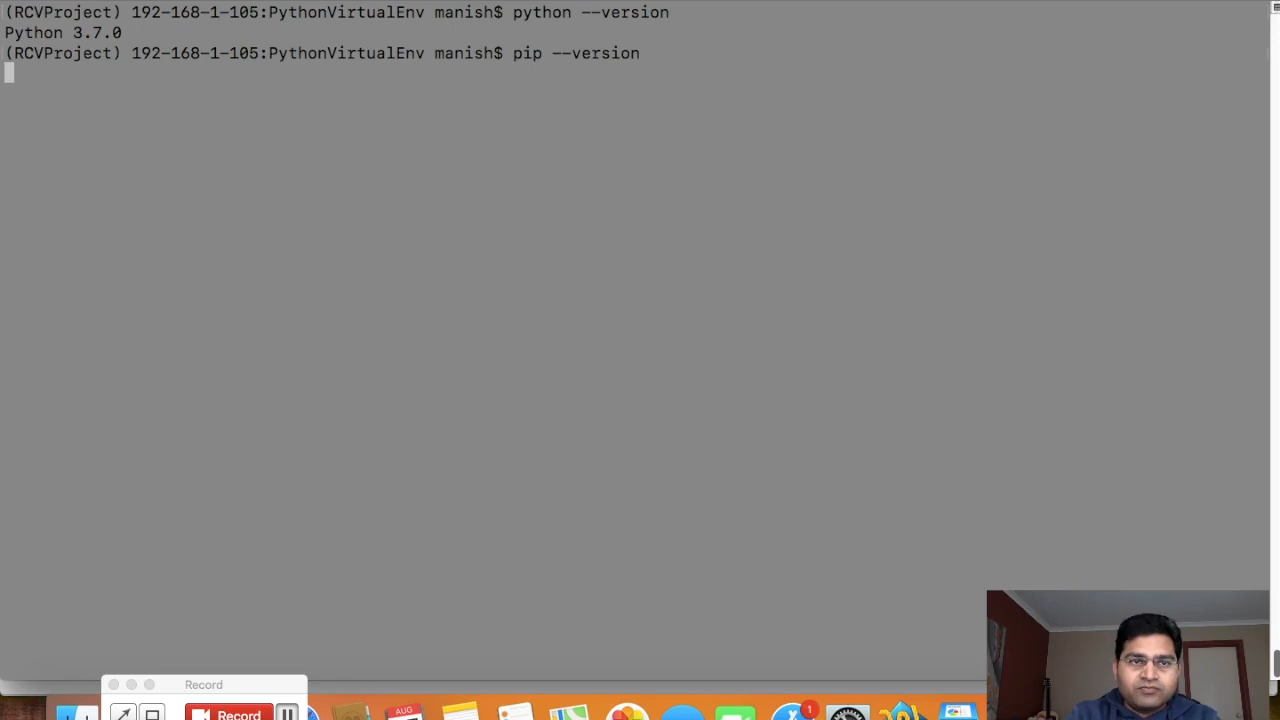 (RCVProject) 192-168-1-105:PythonVirtualEnv manish$ python --version
Python 3.7.0
(RCVProject) 192-168-1-105:PythonVirtualEnv manish$ pip --version
Record
Record
AUG
1